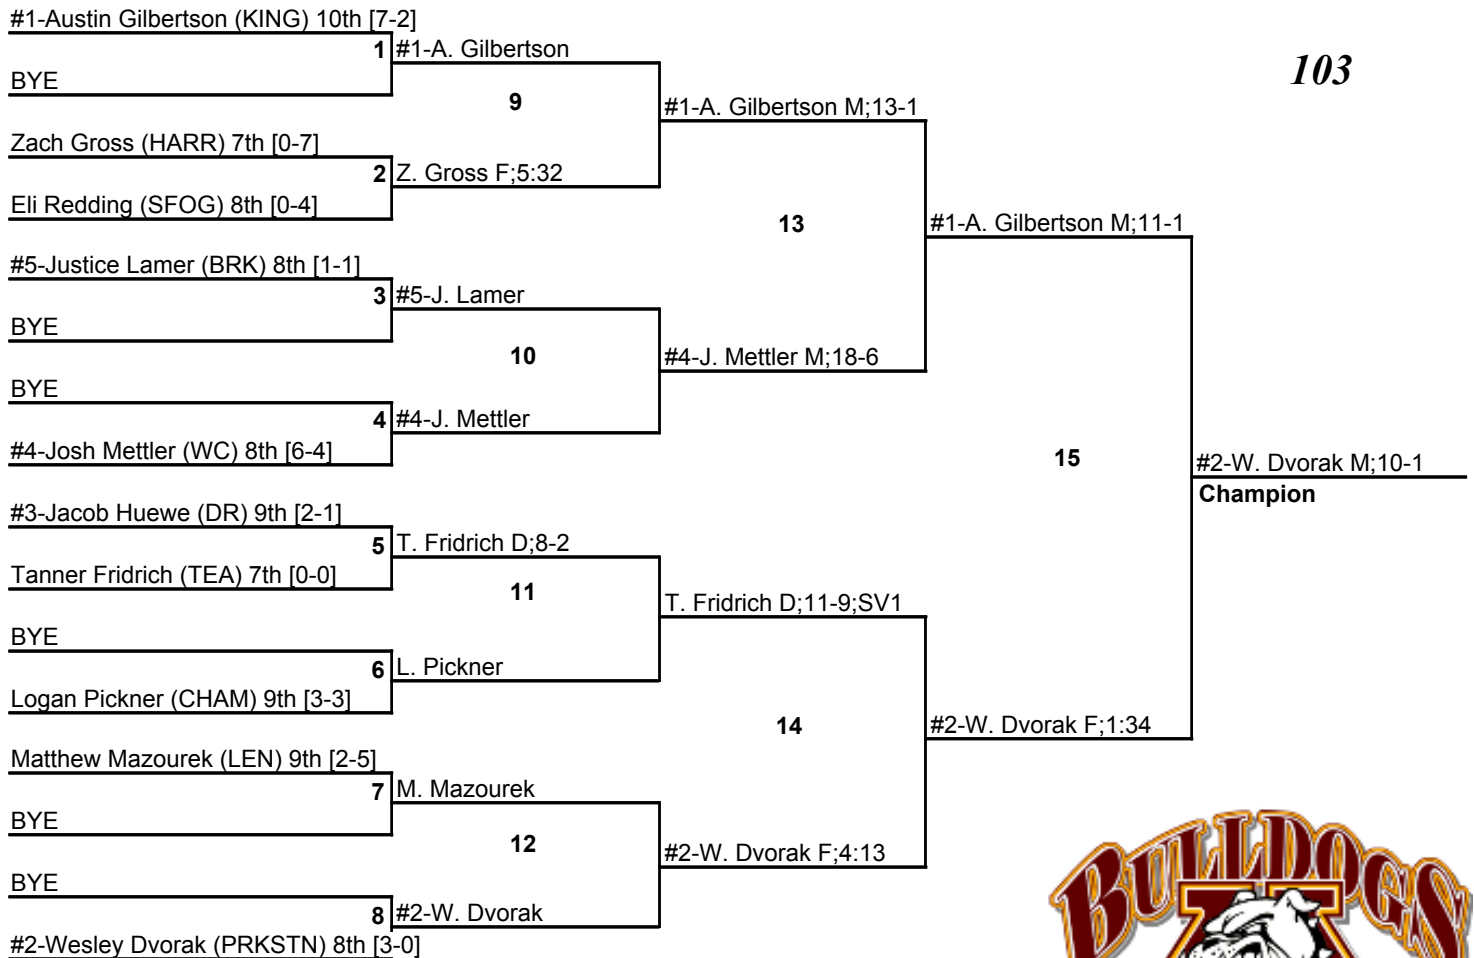 #1-Austin Gilbertson (KING) 10th [7-2]
1 #1-A. Gilbertson
BYE
103
9
#1-A. Gilbertson M;13-1
Zach Gross (HARR) 7th [0-7]
2 Z. Gross F;5:32
Eli Redding (SFOG) 8th [0-4]
13
#1-A. Gilbertson M;11-1
#5-Justice Lamer (BRK) 8th [1-1]
3 #5-J. Lamer
BYE
10
#4-J. Mettler M;18-6
BYE
4 #4-J. Mettler
#4-Josh Mettler (WC) 8th [6-4]
15
#2-W. Dvorak M;10-1
Champion
#3-Jacob Huewe (DR) 9th [2-1]
5 T. Fridrich D;8-2
Tanner Fridrich (TEA) 7th [0-0]
11
T. Fridrich D;11-9;SV1
BYE
6 L. Pickner
Logan Pickner (CHAM) 9th [3-3]
14
#2-W. Dvorak F;1:34
Matthew Mazourek (LEN) 9th [2-5]
7 M. Mazourek
BYE
12
#2-W. Dvorak F;4:13
BYE
8 #2-W. Dvorak
#2-Wesley Dvorak (PRKSTN) 8th [3-0]
BULLDOGS